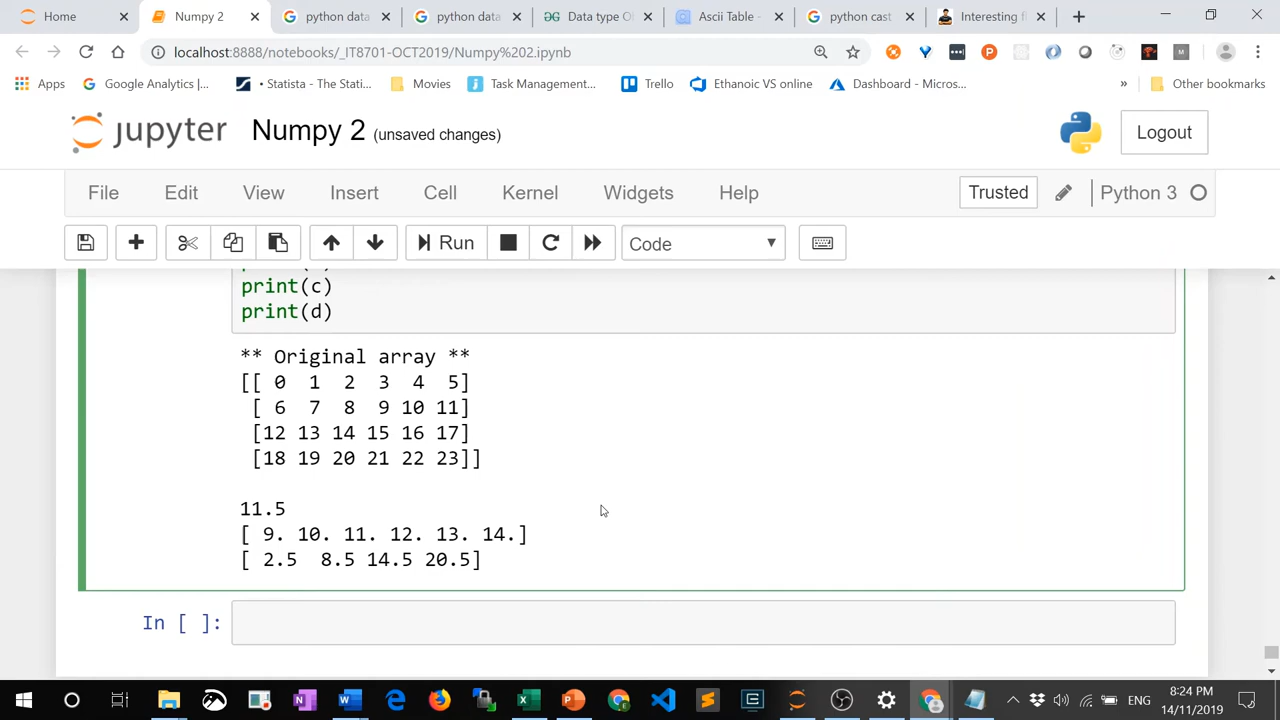 Home
Numpy 2
python data
python data
Data type Ol
Ascii Table -
python cast
Interesting f
localhost:8888/notebooks/_IT8701-OCT2019/Numpy%202.ipynb
Apps
Google Analytics |...
• Statista - The Stati...
Movies
Task Management...
Trello
Ethanoic VS online
Dashboard - Micros...
»
Other bookmarks
jupyter
Numpy 2 (unsaved changes)
Logout
File
Edit
View
Insert
Cell
Kernel
Widgets
Help
Trusted
Python 3
Run
Code
print(c)
print(d)
** Original array **
[[ 0 1 2 3 4 5]
[ 6 7 8 9 10 11]
[12 13 14 15 16 17]
[18 19 20 21 22 23]]
11.5
[ 9. 10. 11. 12. 13. 14.]
[ 2.5 8.5 14.5 20.5]
In [ ]:
ENG
8:24 PM
14/11/2019